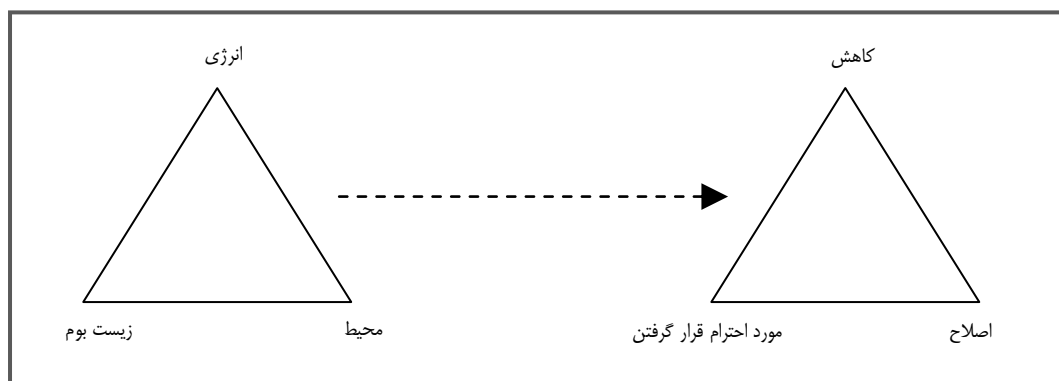 انرژی
کاهش
زیست بوم
محیط
مورد احترام قرار گرفتن
اصلاح